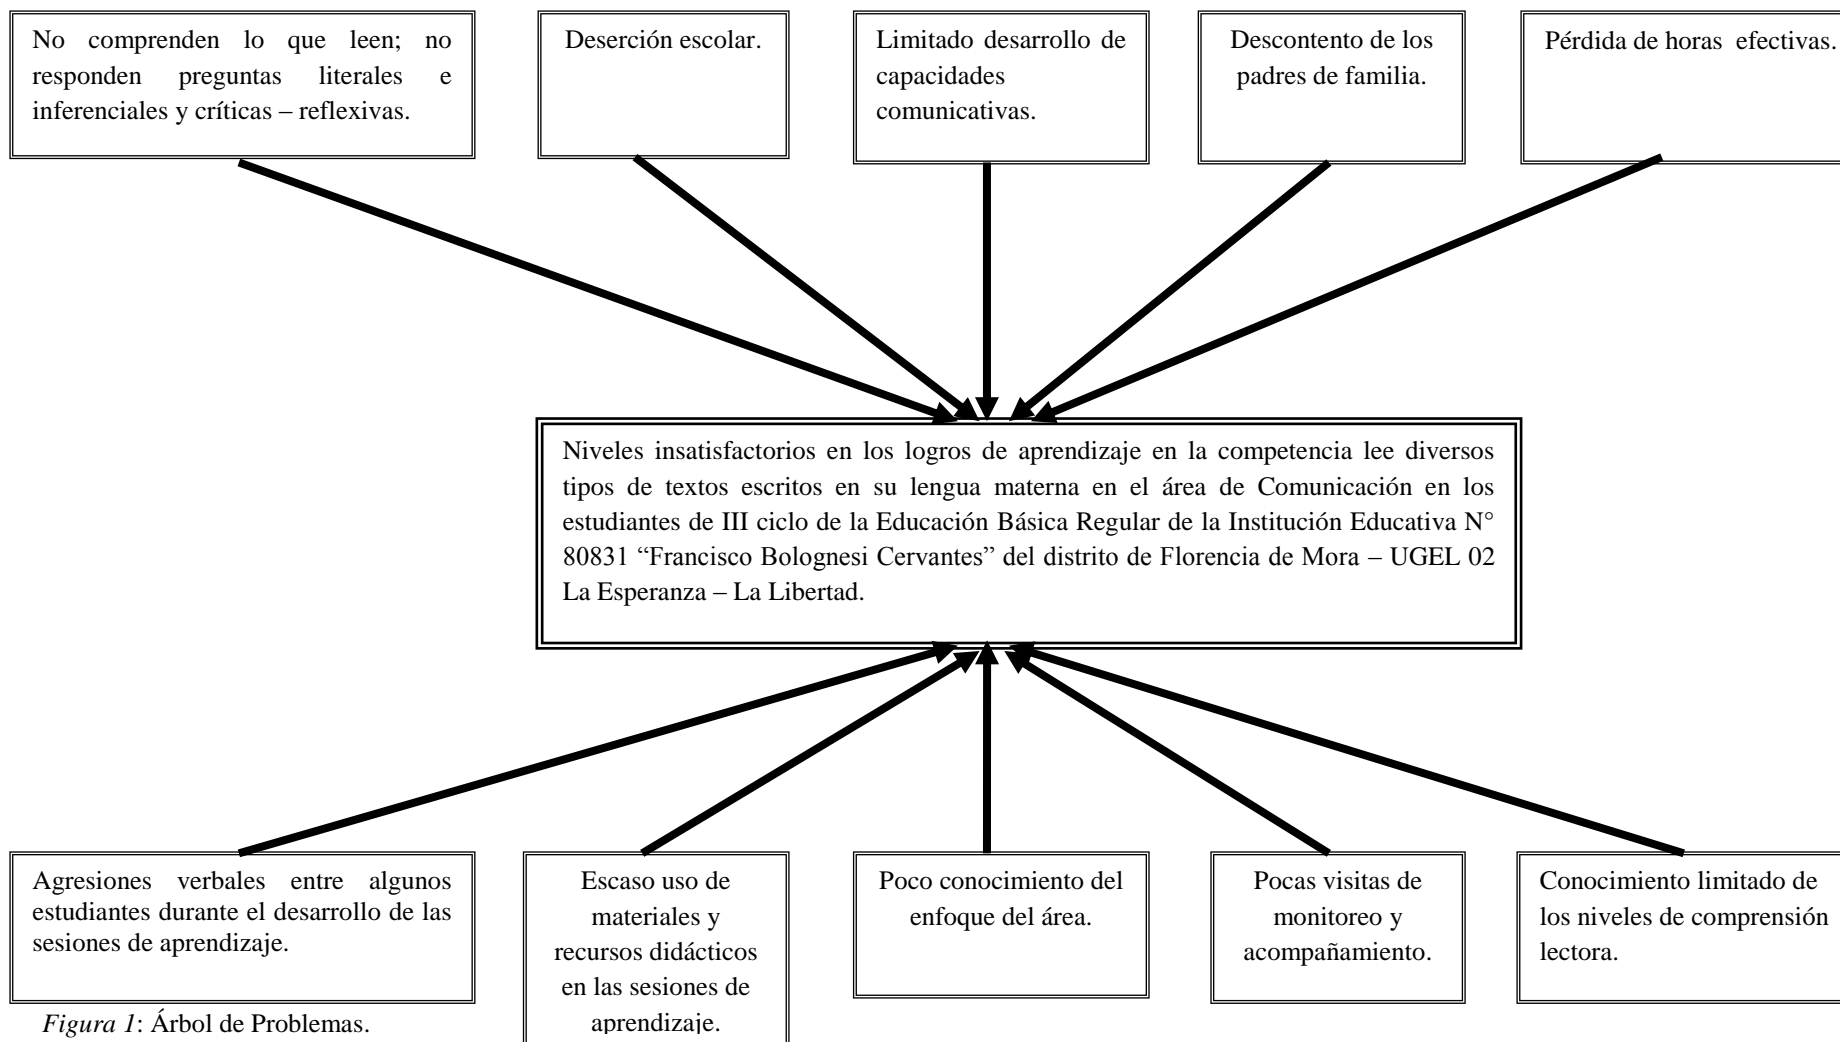 No comprenden lo que leen; no
responden preguntas literales e
inferenciales y críticas – reflexivas.
Deserción escolar.
Limitado desarrollo de
capacidades
comunicativas.
Descontento de los
padres de familia.
Pérdida de horas efectivas.
Niveles insatisfactorios en los logros de aprendizaje en la competencia lee diversos
tipos de textos escritos en su lengua materna en el área de Comunicación en los
estudiantes de III ciclo de la Educación Básica Regular de la Institución Educativa N°
80831 “Francisco Bolognesi Cervantes” del distrito de Florencia de Mora – UGEL 02
La Esperanza – La Libertad.
Agresiones verbales entre algunos
estudiantes durante el desarrollo de las
sesiones de aprendizaje.
Escaso uso de
materiales y
recursos didácticos
en las sesiones de
aprendizaje.
Poco conocimiento del
enfoque del área.
Pocas visitas de
monitoreo y
acompañamiento.
Conocimiento limitado de
los niveles de comprensión
lectora.
Figura 1: Árbol de Problemas.